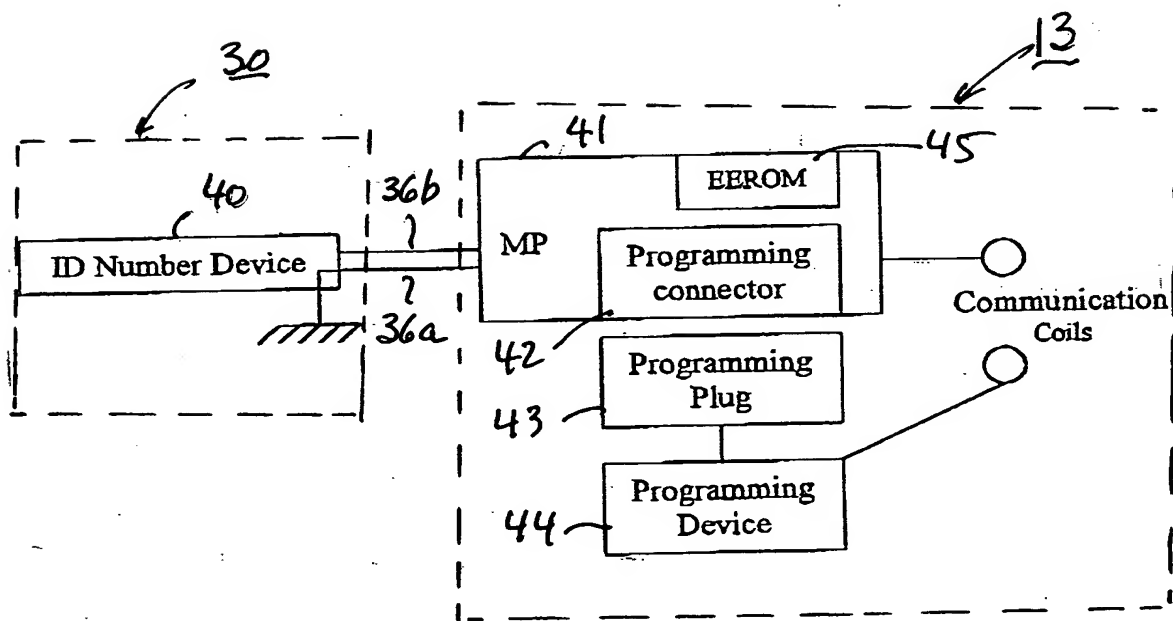 30
13
41
45
40
36b
EEROM
ID Number Device
MP
Programming
connector
36a
42
Communication
Coils
Programming
Plug
43
Programming
Device
44